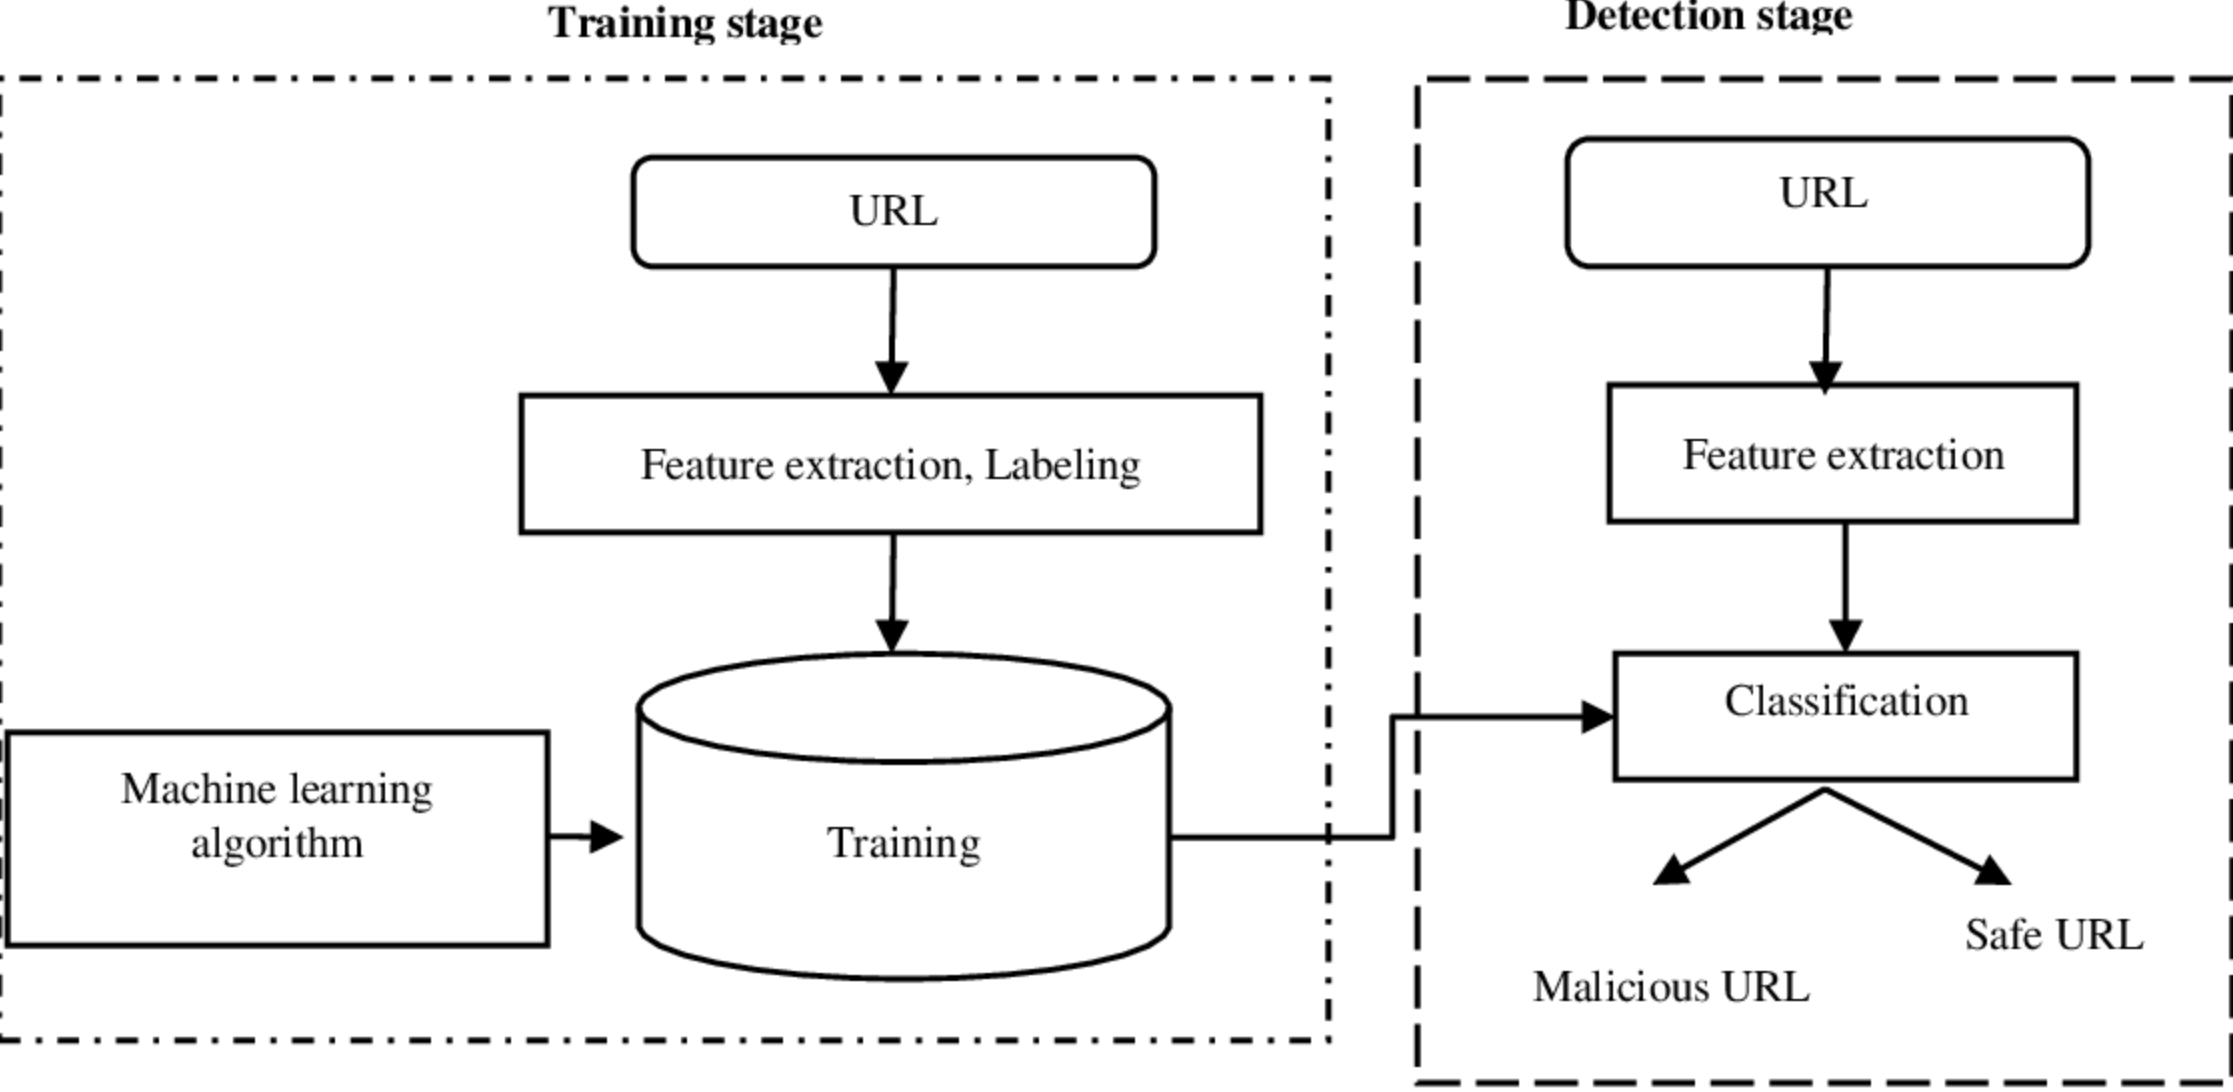 Training stage
URL
Feature extraction, Labeling
Machine learning
algorithm
Training
Detection stage
URL
Feature extraction
Classification
Safe URL
Malicious URL